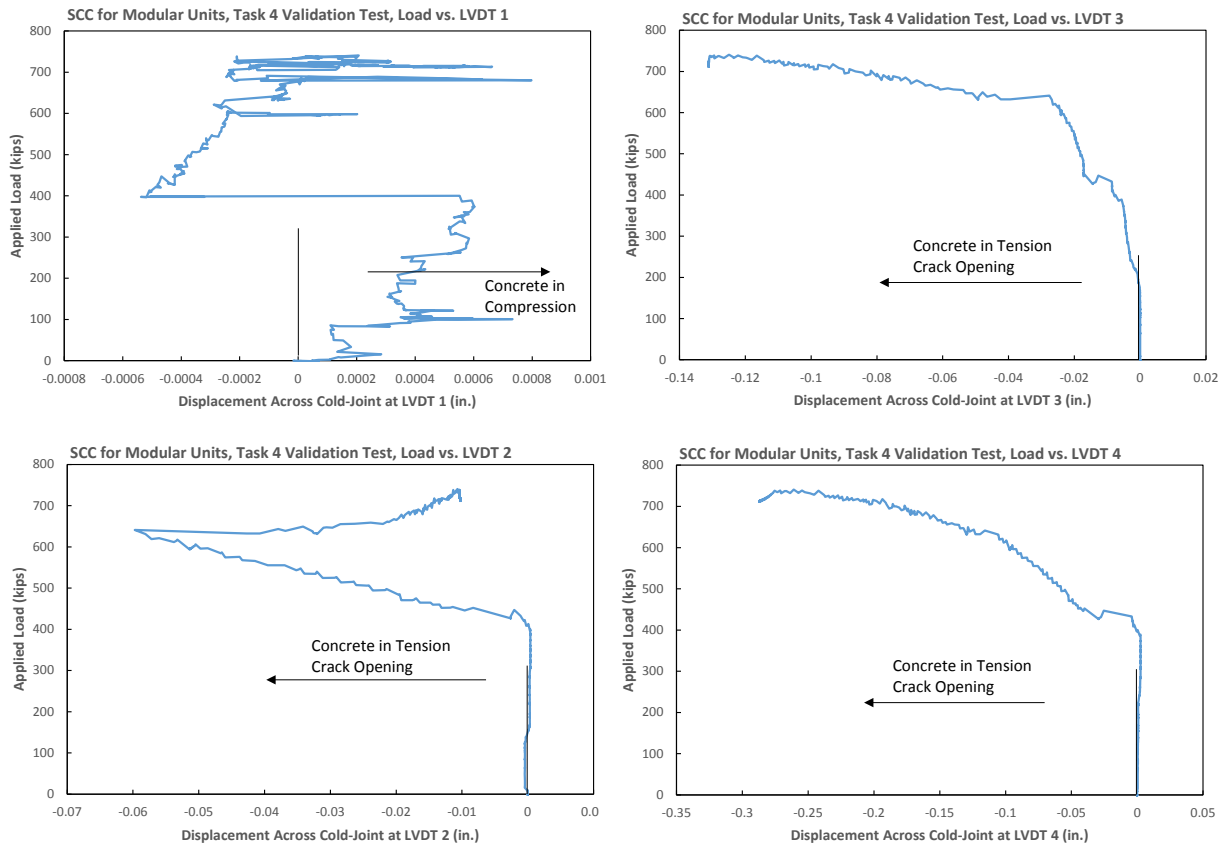 SCC for Modular Units, Task 4 Validation Test, Load vs. LVDT 1
800
700
600
500
400
300
200
100
0
Applied Load (kips)
Concrete in
Compression
-0.0008 -0.0006 -0.0004 -0.0002 0 0.0002 0.0004 0.0006 0.0008 0.001
Displacement Across Cold-Joint at LVDT 1 (in.)
SCC for Modular Units, Task 4 Validation Test, Load vs. LVDT 3
800
700
600
500
400
300
200
100
0
Applied Load (kips)
Concrete in Tension
Crack Opening
-0.14 -0.12 -0.1 -0.08 -0.06 -0.04 -0.02 0 0.02
Displacement Across Cold-Joint at LVDT 3 (in.)
SCC for Modular Units, Task 4 Validation Test, Load vs. LVDT 2
800
700
600
500
400
300
200
100
0
Applied Load (kips)
Concrete in Tension
Crack Opening
-0.07 -0.06 -0.05 -0.04 -0.03 -0.02 -0.01 0 0.0
Displacement Across Cold-Joint at LVDT 2 (in.)
SCC for Modular Units, Task 4 Validation Test, Load vs. LVDT 4
800
700
600
500
400
300
200
100
0
Applied Load (kips)
Concrete in Tension
Crack Opening
-0.35 -0.3 -0.25 -0.2 -0.15 -0.1 -0.05 0 0.05
Displacement Across Cold-Joint at LVDT 4 (in.)